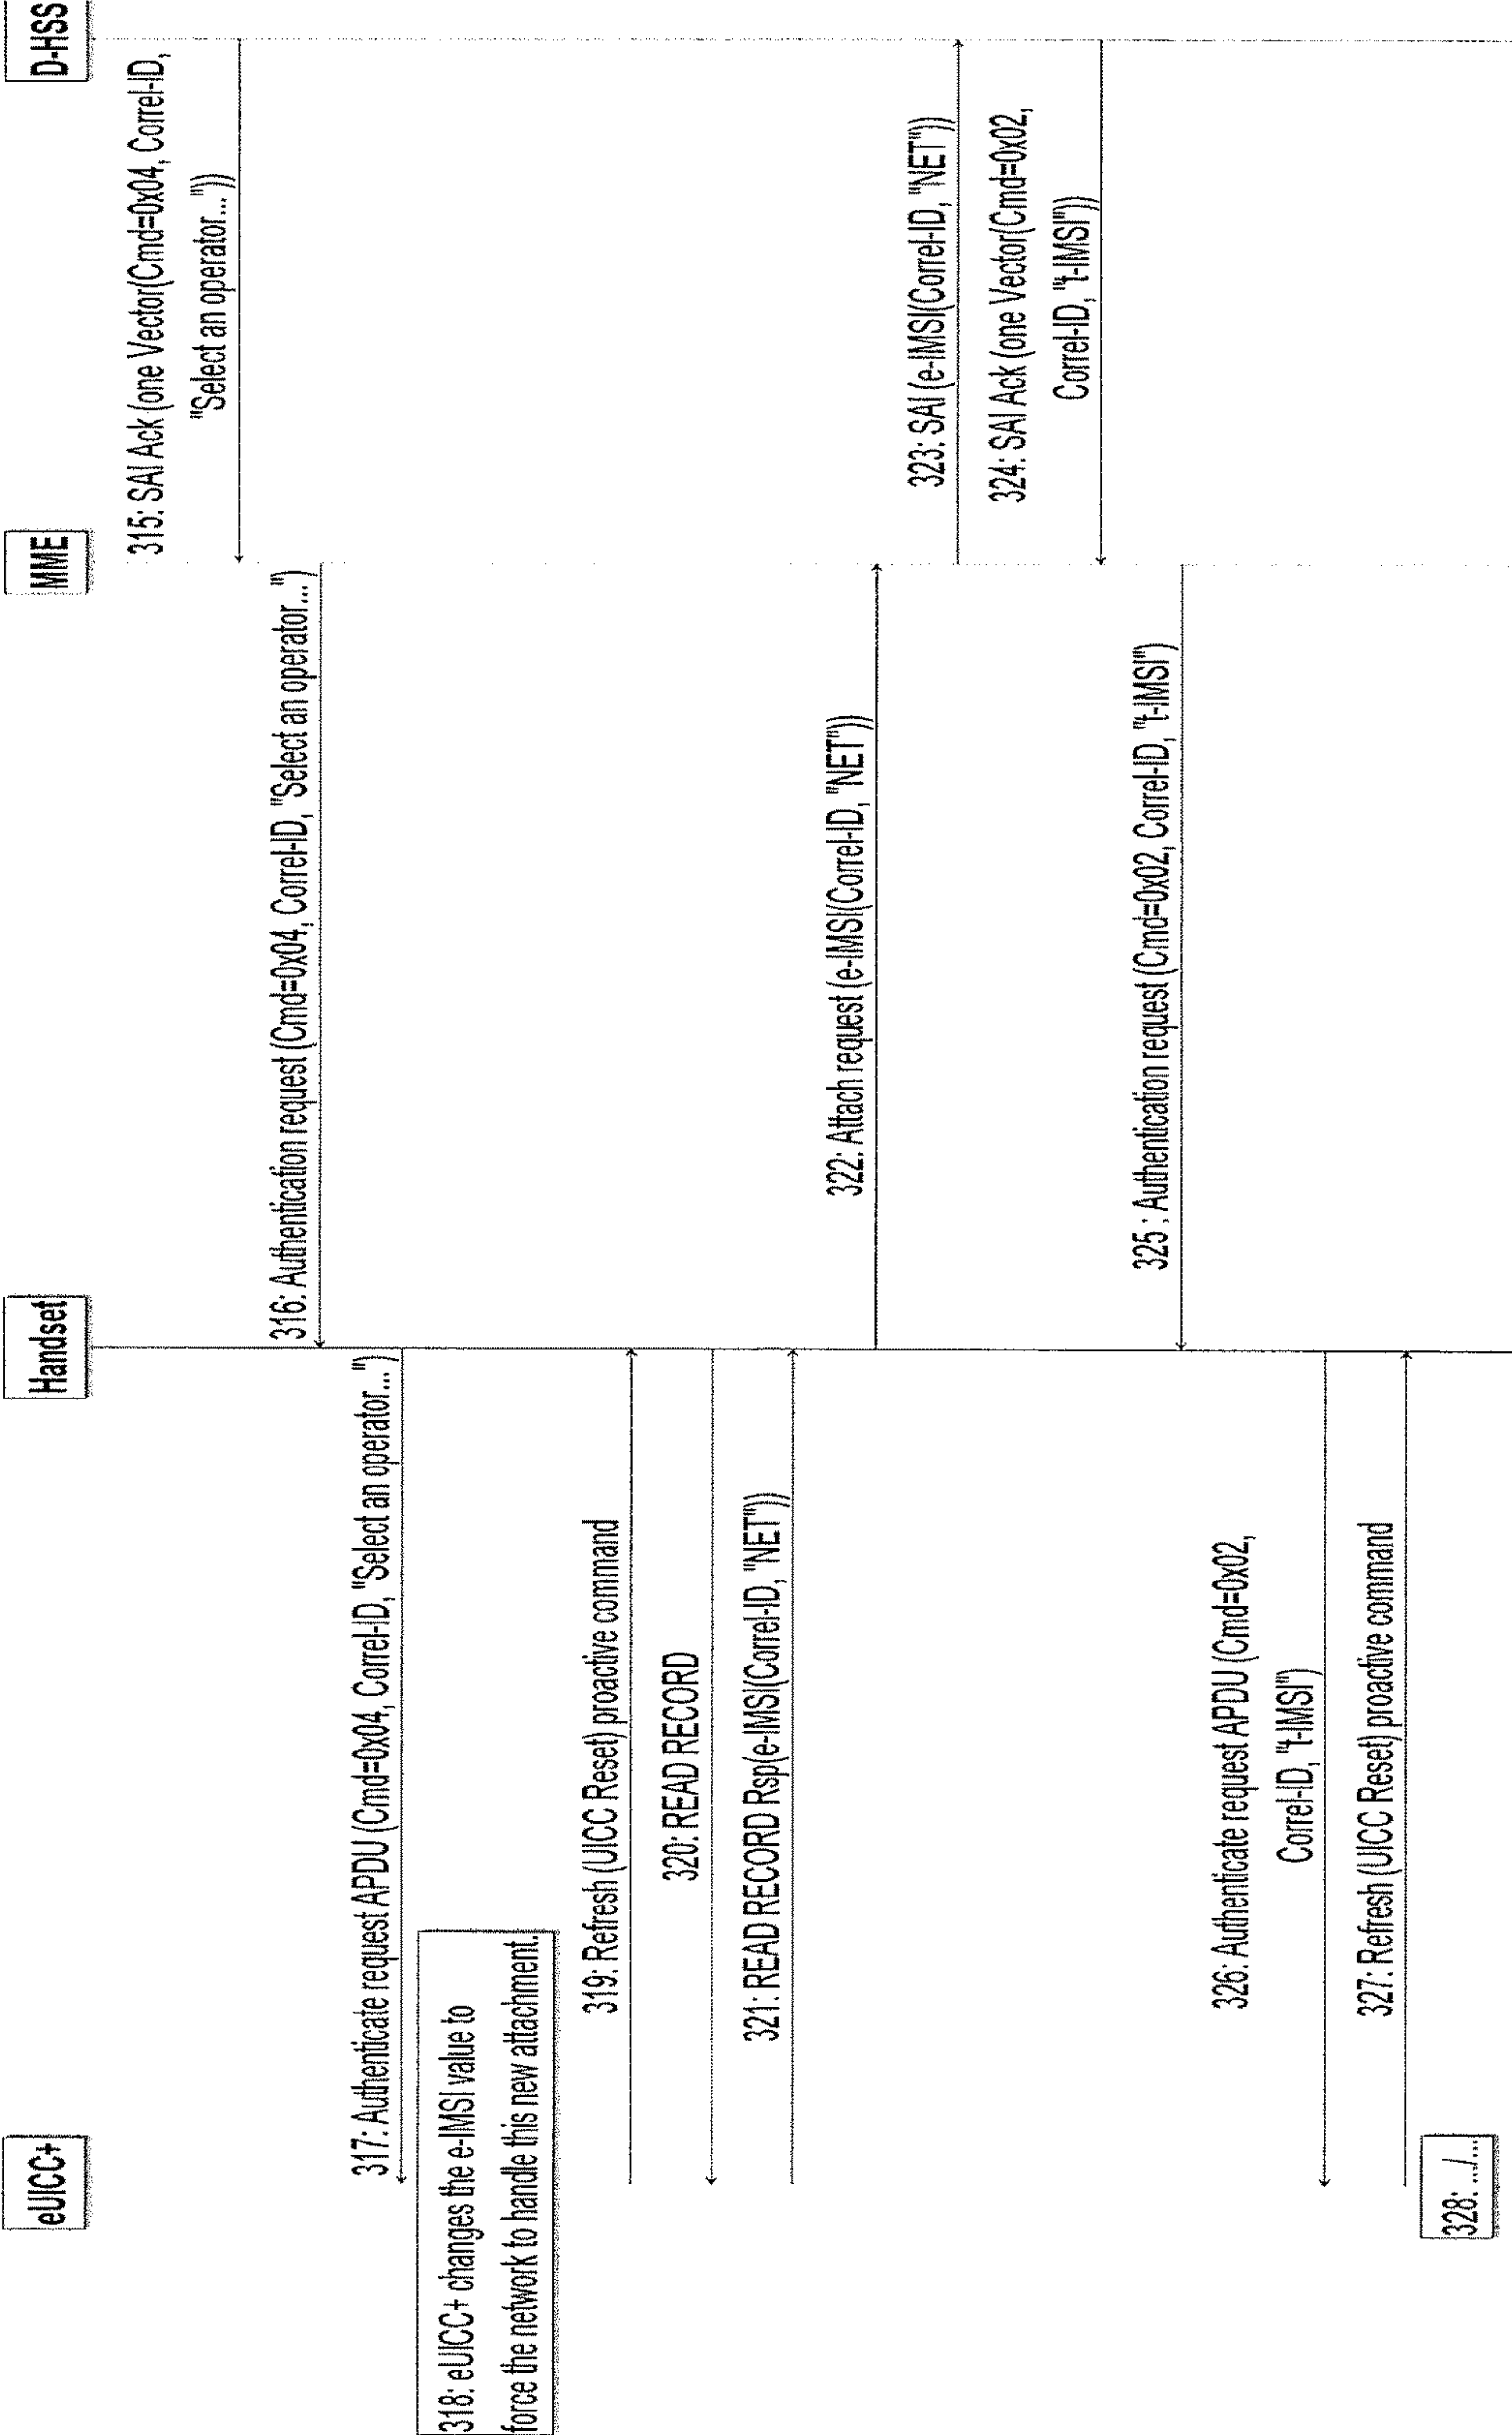 eUICC+
Handset
MME
D-HSS
315: SAI Ack (one Vector(Cmd=0x04, Correl-ID,
"Select an operator..."))
316: Authentication request (Cmd=0x04, Correl-ID, "Select an operator...")
317: Authenticate request APDU (Cmd=0x04, Correl-ID, "Select an operator...")
318: eUICC+ changes the e-IMSI value to
force the network to handle this new attachment.
319: Refresh (UICC Reset) proactive command
320: READ RECORD
321: READ RECORD Rsp(e-IMSI(Correl-ID, "NET"))
322: Attach request (e-IMSI(Correl-ID, "NET"))
323: SAI (e-IMSI(Correl-ID, "NET"))
324: SAI Ack (one Vector(Cmd=0x02,
Correl-ID, "t-IMSI"))
325 : Authentication request (Cmd=0x02, Correl-ID, "t-IMSI")
326: Authenticate request APDU (Cmd=0x02,
Correl-ID, "t-IMSI")
327: Refresh (UICC Reset) proactive command
328: .../...